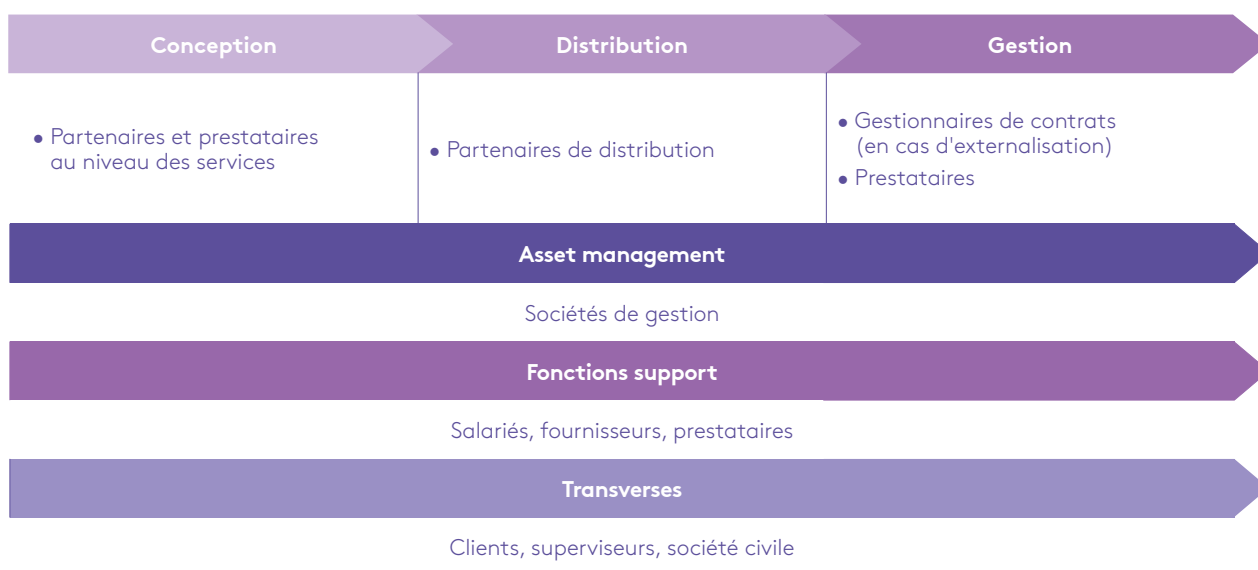 Conception
Distribution
Gestion
• Partenaires et prestataires
au niveau des services
• Partenaires de distribution
• Gestionnaires de contrats
(en cas d'externalisation)
• Prestataires
Asset management
Sociétés de gestion
Fonctions support
Salariés, fournisseurs, prestataires
Transverses
Clients, superviseurs, société civile